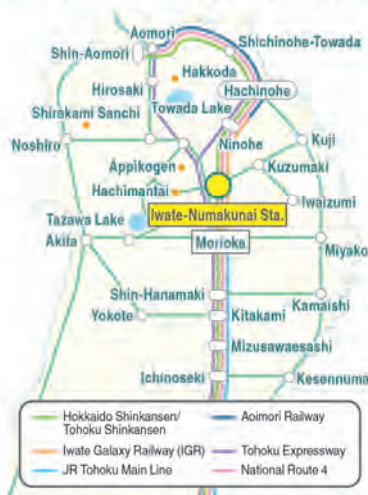 Aomori
Shin-Aomori
Shichinohe-Towada
Hakkoda
Hirosaki
Hachinohe
Towada Lake
Shirakami Sanchi
Ninohe
Kuji
Noshiro
Appikogen
Kuzumaki
Hachimantai
Iwaizumi
Iwate-Numakunai Sta.
Tazawa Lake
Akita
Morioka
Miyako
Shin-Hanamaki
Kamaishi
Yokote
Kitakami
Mizusawaesashi
Ichinoseki
Kesennuma
Hokkaido Shinkansen/
Tohoku Shinkansen
Iwate Galaxy Railway (IGR)
JR Tohoku Main Line
Aoimori Railway
Tohoku Expressway
National Route 4